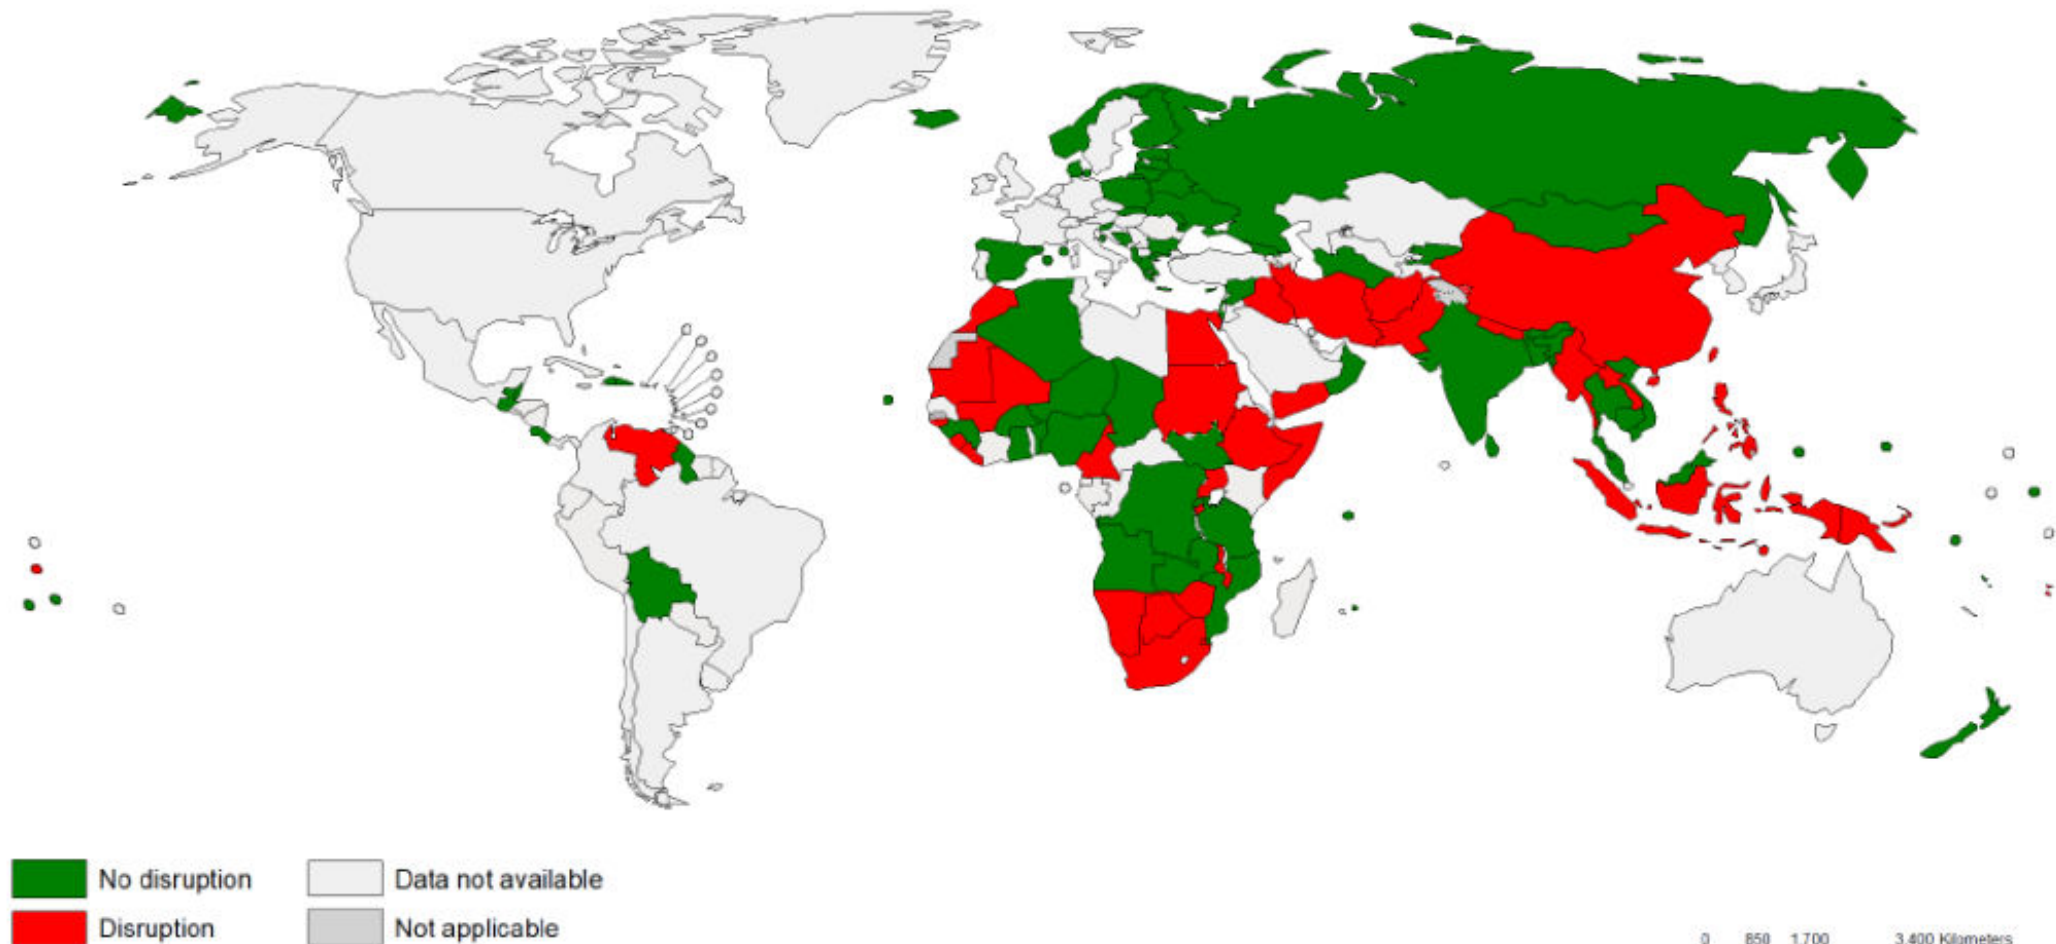 No disruption
Data not available
Disruption
Not applicable
0 850 1.700 3.400 Kilometers